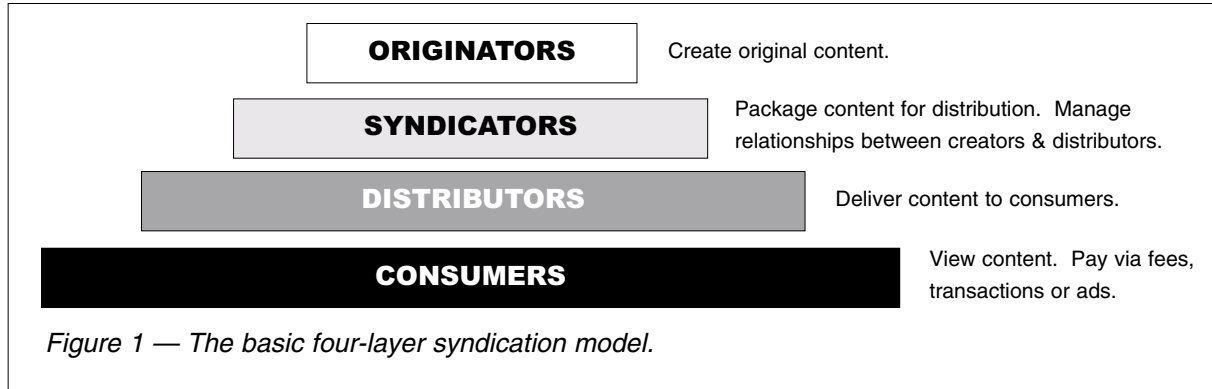 ORIGINATORS
Create original content.
SYNDICATORS
Package content for distribution. Manage
relationships between creators & distributors.
DISTRIBUTORS
Deliver content to consumers.
CONSUMERS
View content. Pay via fees,
transactions or ads.
Figure 1 — The basic four-layer syndication model.